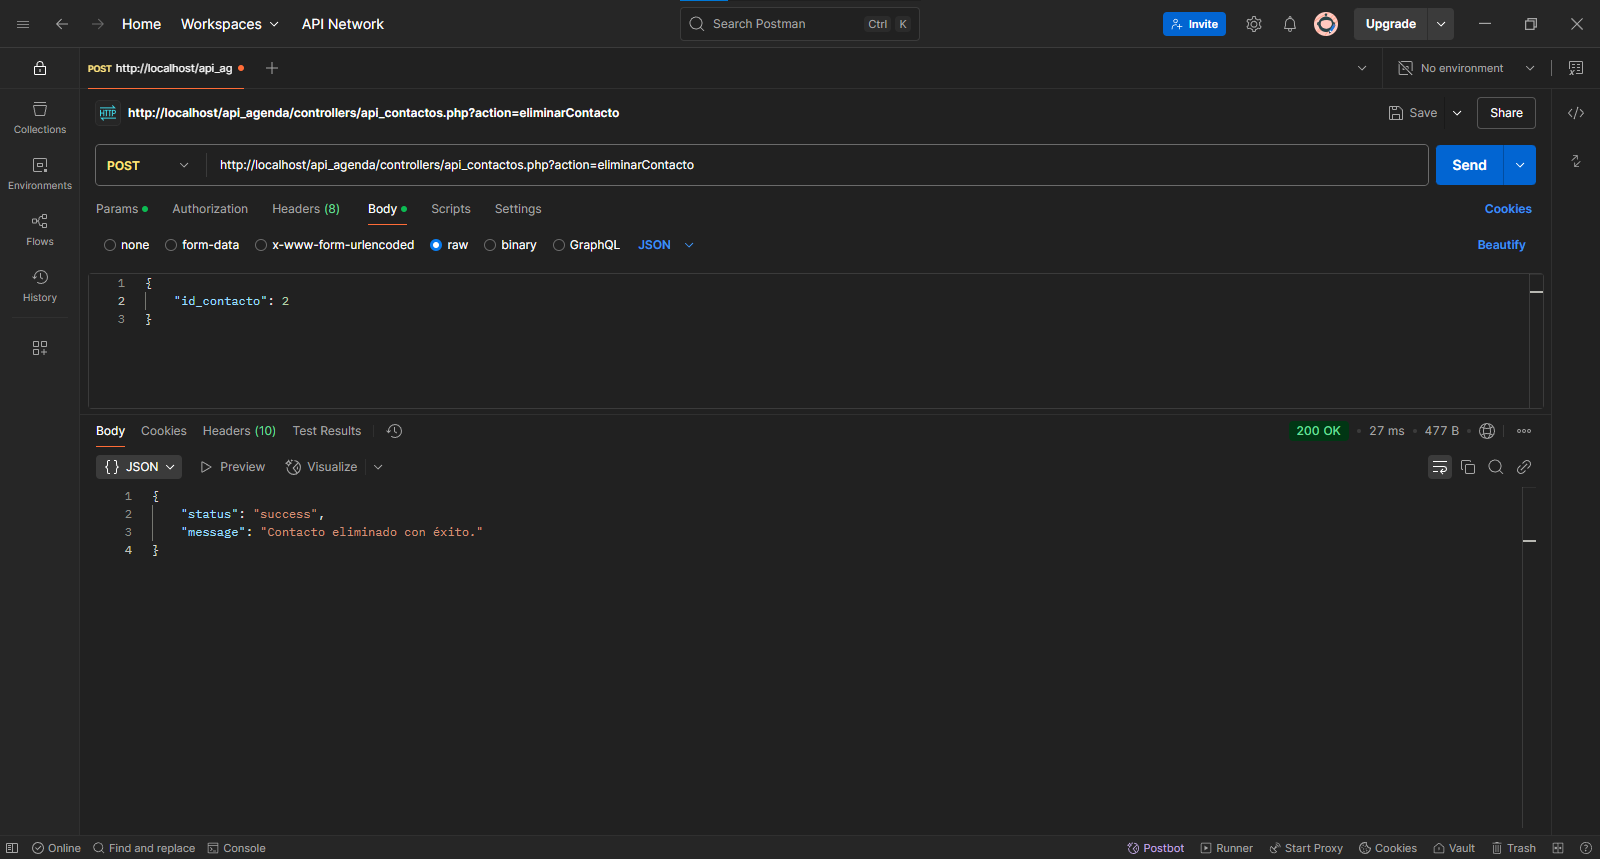 Home Workspaces API Network Search Postman Ctrl K Invite Upgrade
POST http://localhost/api_ag No environment
HTTP http://localhost/api_agenda/controllers/api_contactos.php?action=eliminarContacto Save Share
POST http://localhost/api_agenda/controllers/api_contactos.php?action=eliminarContacto Send
Params Authorization Headers (8) Body Scripts Settings Cookies
none form-data x-www-form-urlencoded raw binary GraphQL JSON Beautify
1 {
2 "id_contacto": 2
3 }
Collections
Environments
Flows
History
Body Cookies Headers (10) Test Results 200 OK • 27 ms • 477 B •
{} JSON Preview Visualize
1 {
2 "status": "success",
3 "message": "Contacto eliminado con éxito."
4 }
Online Find and replace Console Postbot Runner Start Proxy Cookies Vault Trash